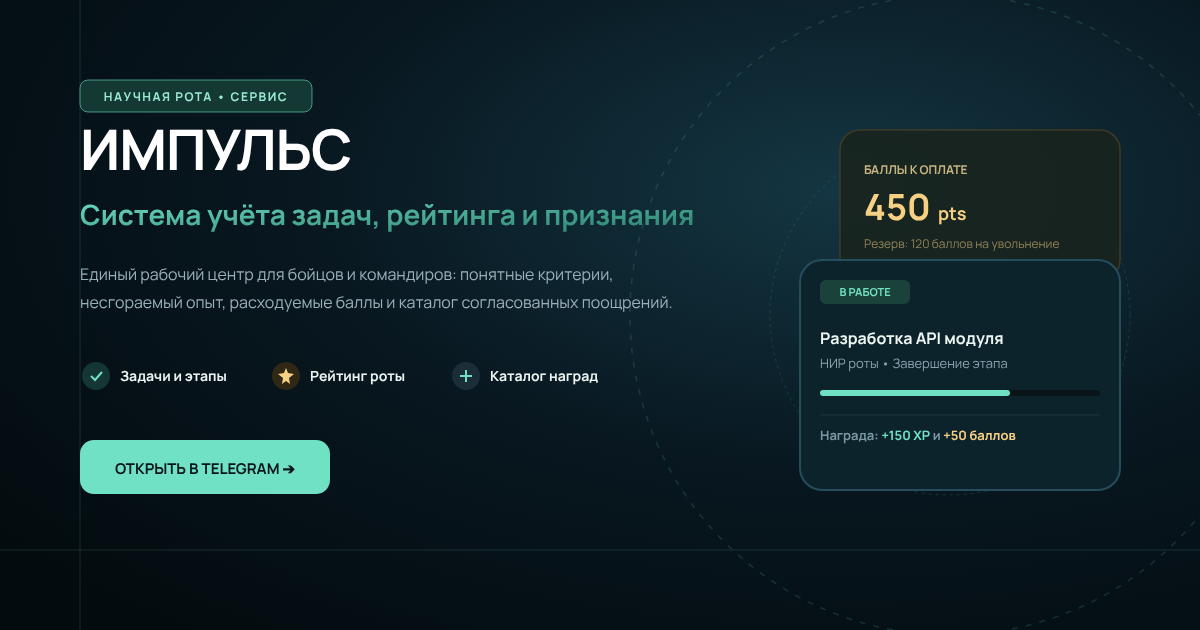 НАУЧНАЯ РОТА • СЕРВИС
ИМПУЛЬС
Система учёта задач, рейтинга и признания
Единый рабочий центр для бойцов и командиров: понятные критерии,
несгораемый опыт, расходуемые баллы и каталог согласованных поощрений.
Задачи и этапы
Рейтинг роты
Каталог наград
ОТКРЫТЬ В TELEGRAM ➔
БАЛЛЫ К ОПЛАТЕ
450 pts
Резерв: 120 баллов на увольнение
В РАБОТЕ
Разработка API модуля
НИР роты • Завершение этапа
Награда: +150 XP и +50 баллов